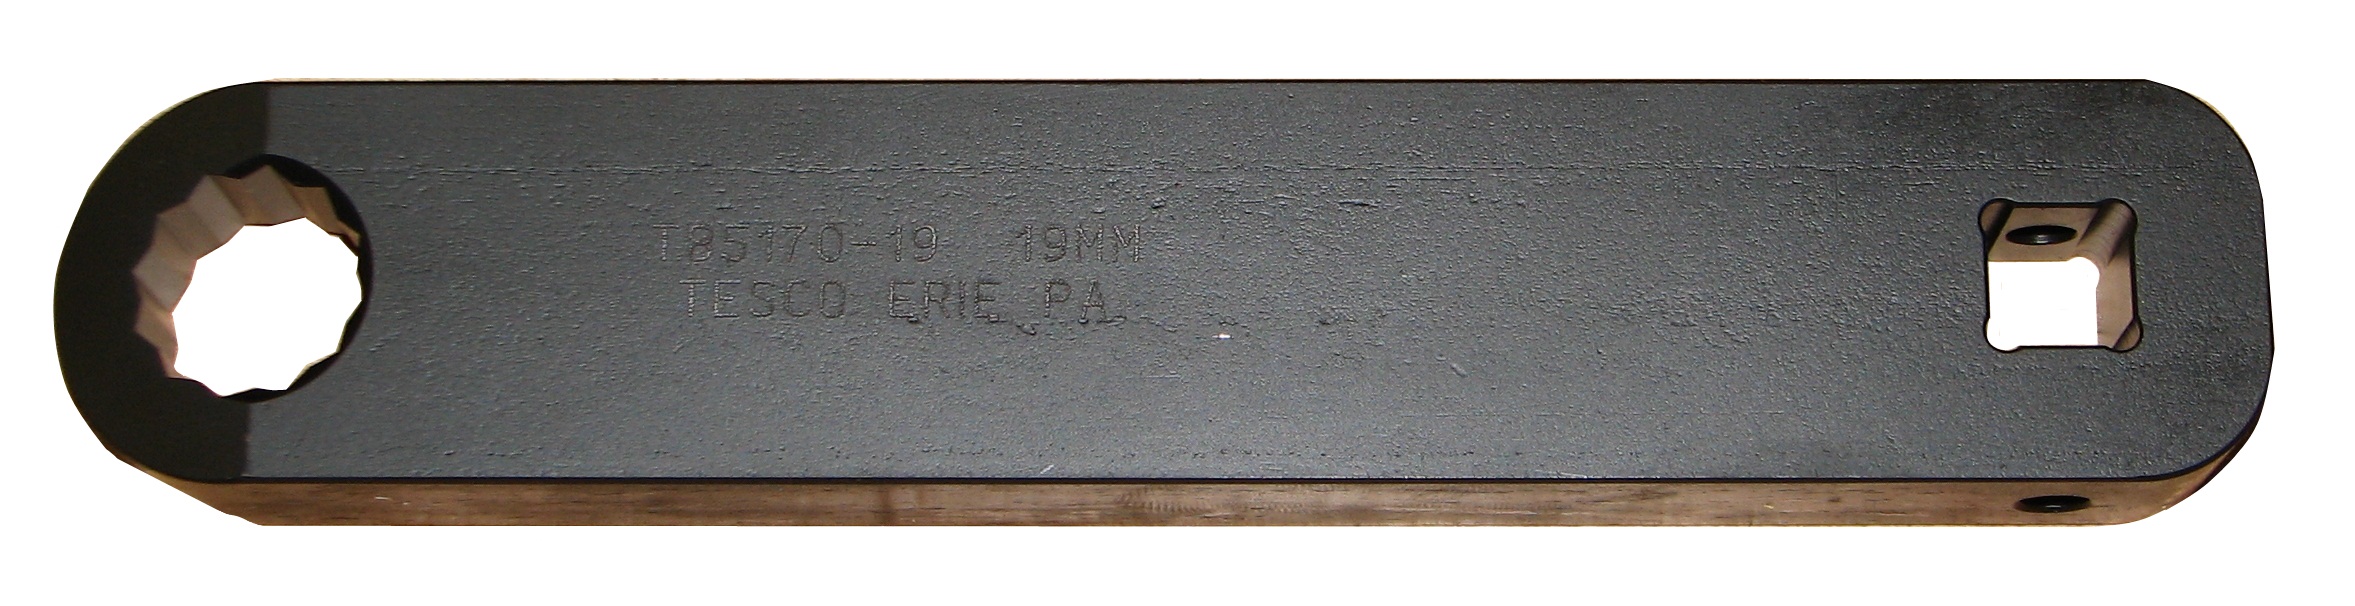 T85170-19 19MM
TESCO ERIE PA.